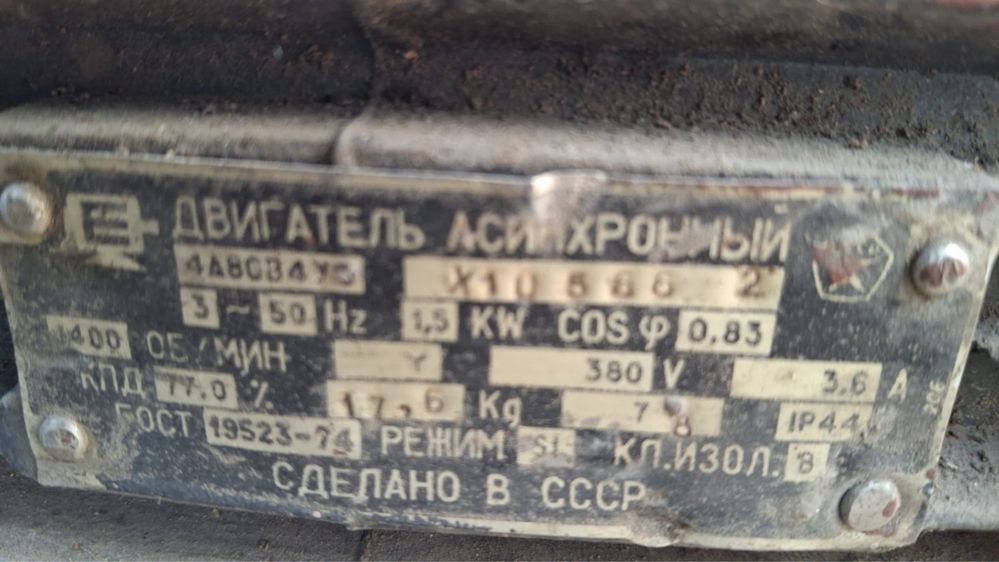 ДВИГАТЕЛЬ АСИНХРОННЫЙ
4А80В4У3 Х10566 2
3 ~ 50 Hz 1,5 KW COS φ 0.83
1400 ОБ/МИН Y 380 V 3.6 A
КПД 77.0 % 17.6 Kg 78 IP44
ГОСТ 19523-74 РЕЖИМ S1 КЛ.ИЗОЛ. B
СДЕЛАНО В СССР